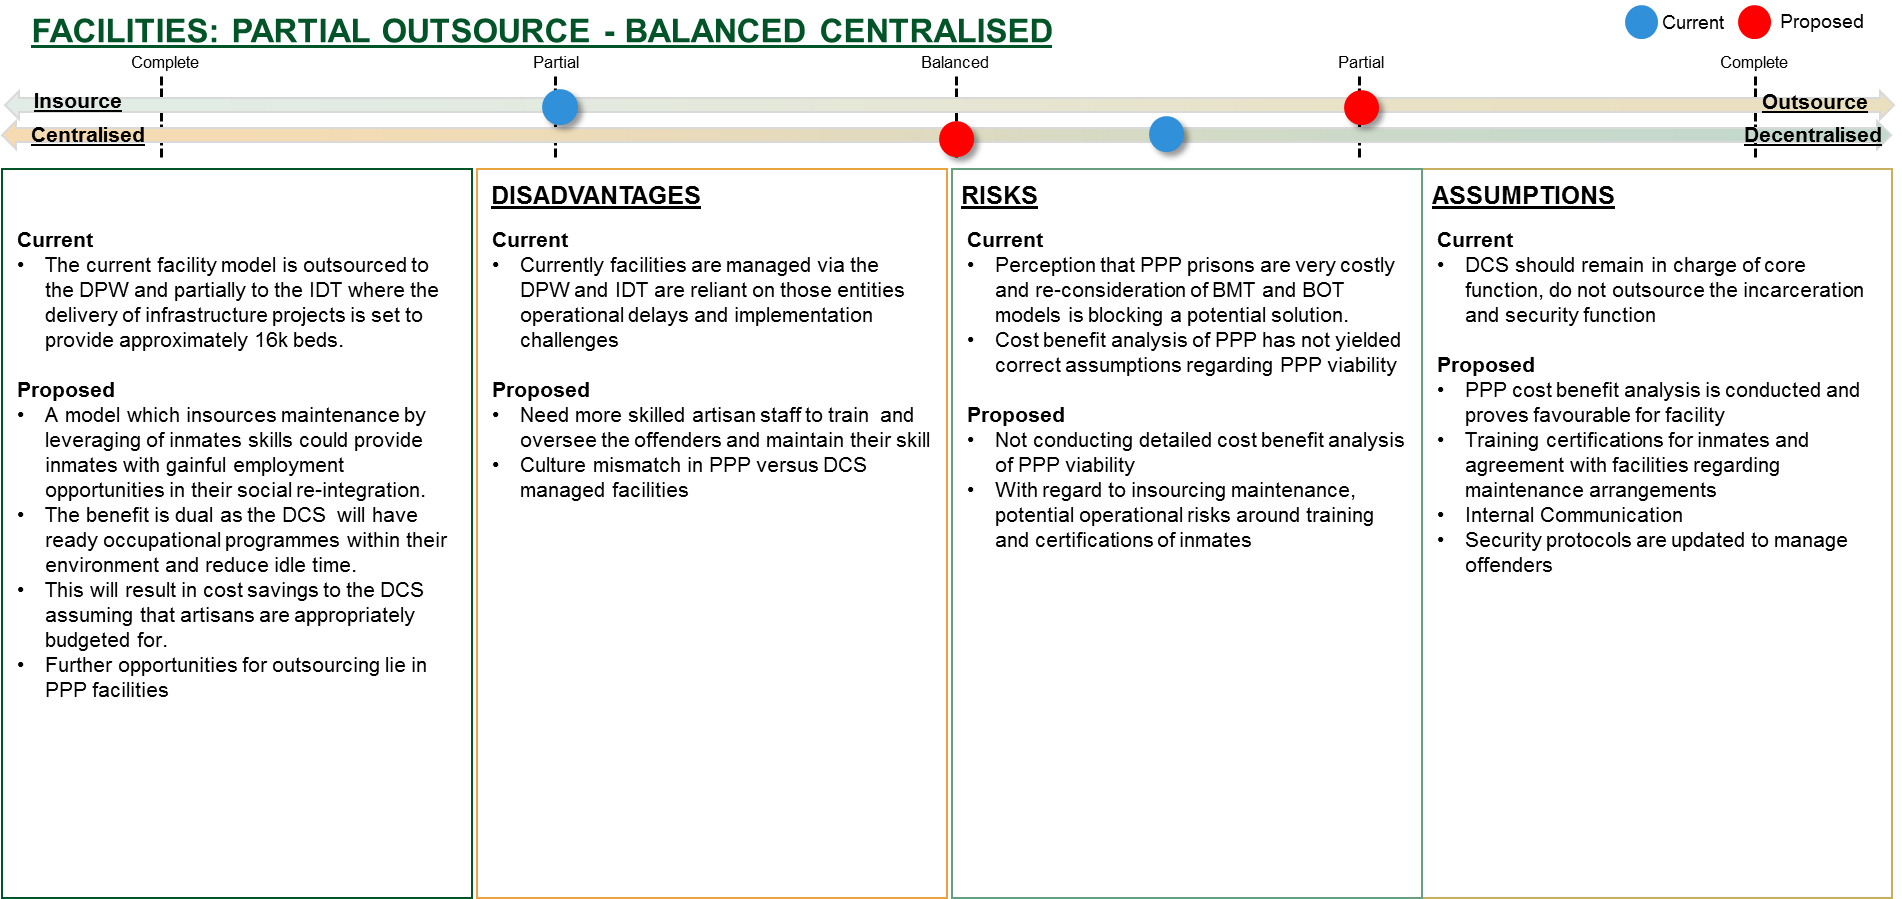 FACILITIES: PARTIAL OUTSOURCE - BALANCED CENTRALISED
Current
Proposed
Complete
Partial
Balanced
Partial
Complete
Insource
Outsource
Centralised
Decentralised
Current
• The current facility model is outsourced to
the DPW and partially to the IDT where the
delivery of infrastructure projects is set to
provide approximately 16k beds.
Proposed
• A model which insources maintenance by
leveraging of inmates skills could provide
inmates with gainful employment
opportunities in their social re-integration.
• The benefit is dual as the DCS will have
ready occupational programmes within their
environment and reduce idle time.
• This will result in cost savings to the DCS
assuming that artisans are appropriately
budgeted for.
• Further opportunities for outsourcing lie in
PPP facilities
DISADVANTAGES
Current
• Currently facilities are managed via the
DPW and IDT are reliant on those entities
operational delays and implementation
challenges
Proposed
• Need more skilled artisan staff to train and
oversee the offenders and maintain their skill
• Culture mismatch in PPP versus DCS
managed facilities
RISKS
Current
• Perception that PPP prisons are very costly
and re-consideration of BMT and BOT
models is blocking a potential solution.
• Cost benefit analysis of PPP has not yielded
correct assumptions regarding PPP viability
Proposed
• Not conducting detailed cost benefit analysis
of PPP viability
• With regard to insourcing maintenance,
potential operational risks around training
and certifications of inmates
ASSUMPTIONS
Current
• DCS should remain in charge of core
function, do not outsource the incarceration
and security function
Proposed
• PPP cost benefit analysis is conducted and
proves favourable for facility
• Training certifications for inmates and
agreement with facilities regarding
maintenance arrangements
• Internal Communication
• Security protocols are updated to manage
offenders